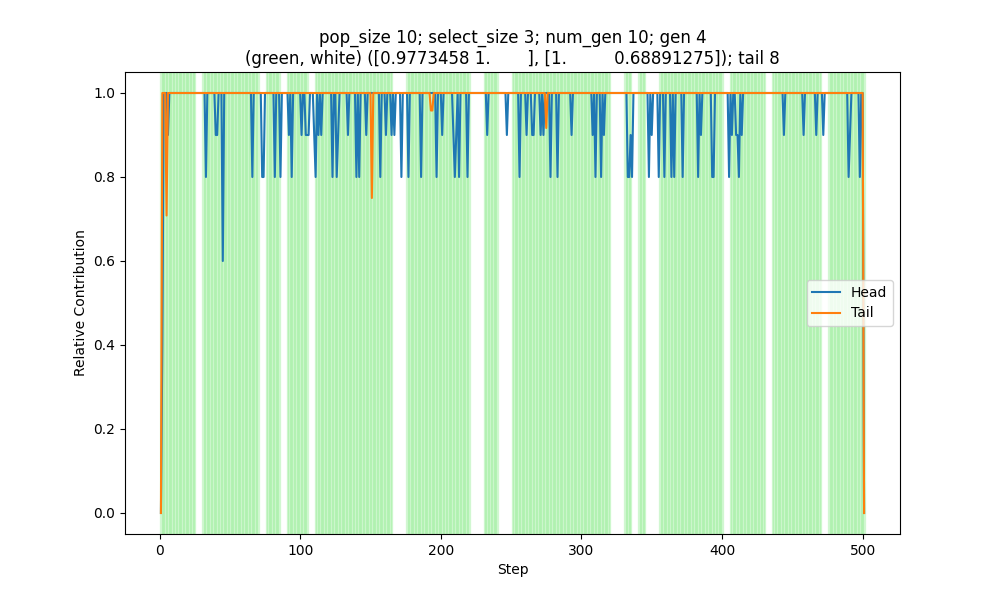 pop_size 10; select_size 3; num_gen 10; gen 4
(green, white) ([0.9773458 1.        ], [1.         0.68891275]); tail 8
1.0
0.8
0.6
0.4
0.2
0.0
Relative Contribution
Head
Tail
0 100 200 300 400 500
Step